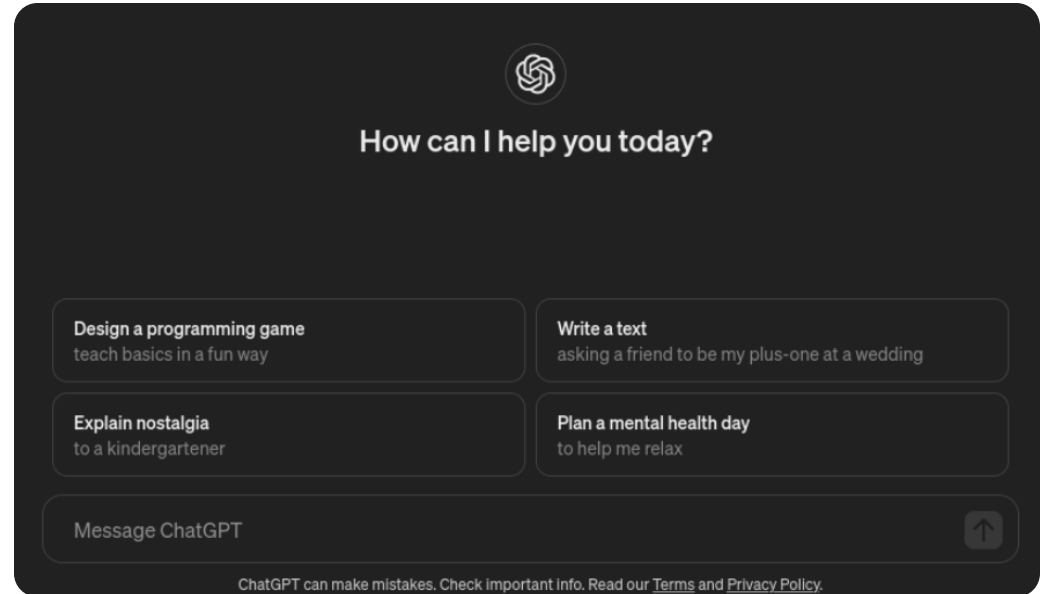 How can I help you today?
Design a programming game
teach basics in a fun way
Write a text
asking a friend to be my plus-one at a wedding
Explain nostalgia
to a kindergartener
Plan a mental health day
to help me relax
Message ChatGPT
ChatGPT can make mistakes. Check important info. Read our Terms and Privacy Policy.